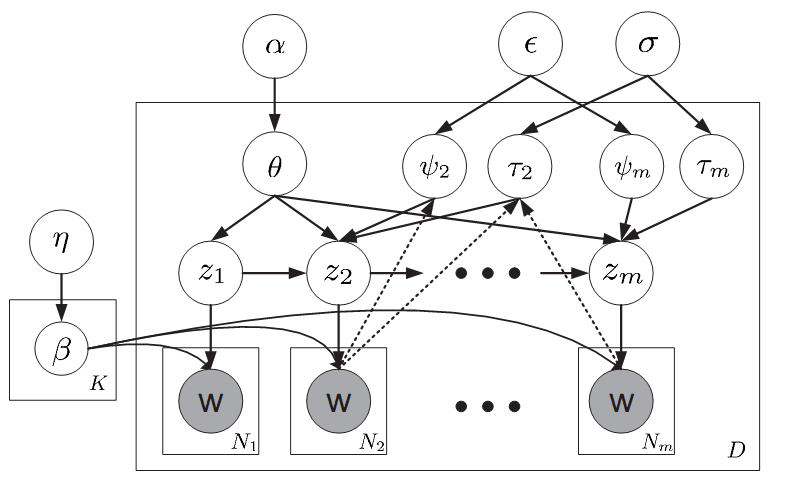 α ϵ σ
θ ψ₂ τ₂ ψₘ τₘ
η
z₁ z₂ • • • zₘ
β
K
w w • • • w
N₁ N₂ Nₘ
D